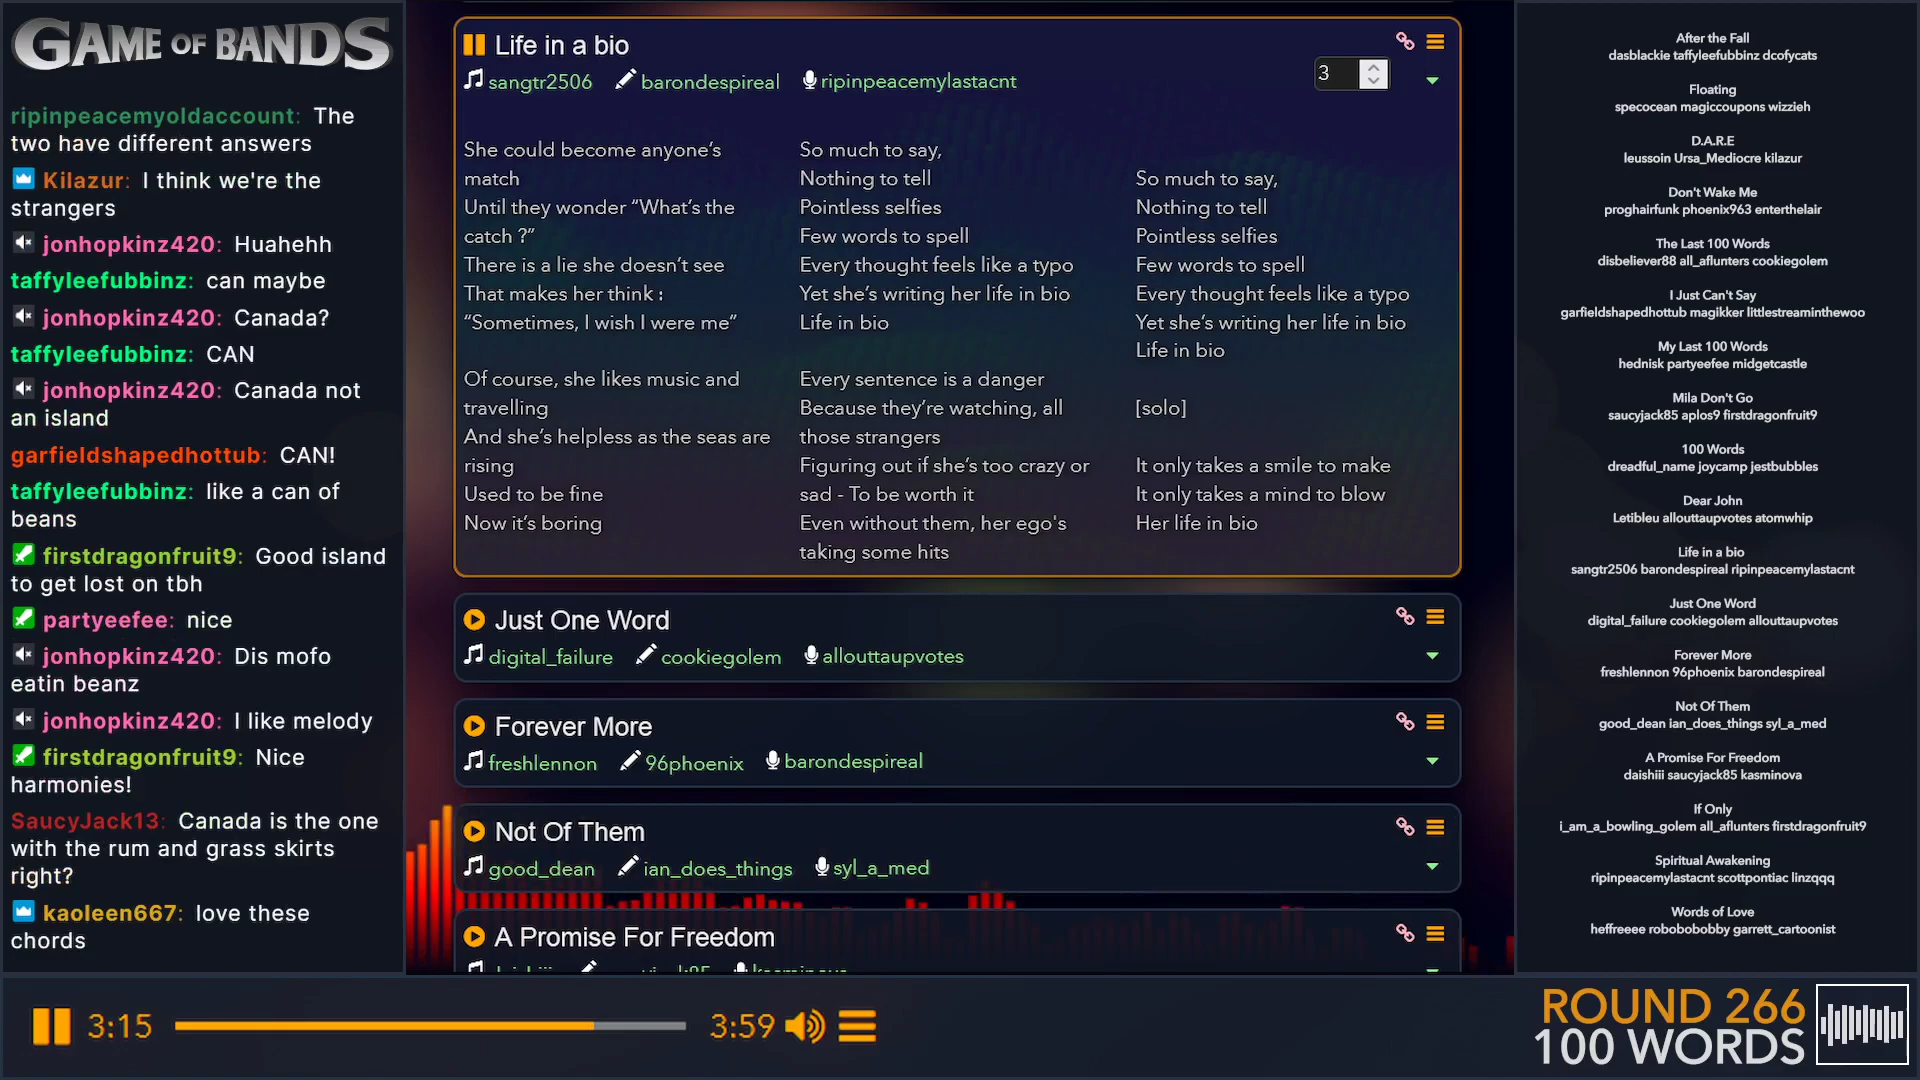 GAME OF BANDS
ripinpeacemyoldaccount: The
two have different answers
Kilazur: I think we're the
strangers
jonhopkinz420: Huahehh
taffyleefubbinz: can maybe
jonhopkinz420: Canada?
taffyleefubbinz: CAN
jonhopkinz420: Canada not
an island
garfieldshapedhottub: CAN!
taffyleefubbinz: like a can of
beans
firstdragonfruit9: Good island
to get lost on tbh
partyeefee: nice
jonhopkinz420: Dis mofo
eatin beanz
jonhopkinz420: I like melody
firstdragonfruit9: Nice
harmonies!
SaucyJack13: Canada is the one
with the rum and grass skirts
right?
kaoleen667: love these
chords
Life in a bio
sangtr2506 barondespireal ripinpeacemylastacnt
3
She could become anyone's
match
Until they wonder “What's the
catch ?”
There is a lie she doesn't see
That makes her think :
“Sometimes, I wish I were me”
Of course, she likes music and
travelling
And she's helpless as the seas are
rising
Used to be fine
Now it's boring
So much to say,
Nothing to tell
Pointless selfies
Few words to spell
Every thought feels like a typo
Yet she's writing her life in bio
Life in bio
Every sentence is a danger
Because they're watching, all
those strangers
Figuring out if she's too crazy or
sad - To be worth it
Even without them, her ego's
taking some hits
So much to say,
Nothing to tell
Pointless selfies
Few words to spell
Every thought feels like a typo
Yet she's writing her life in bio
Life in bio
[solo]
It only takes a smile to make
It only takes a mind to blow
Her life in bio
Just One Word
digital_failure cookiegolem allouttaupvotes
Forever More
freshlennon 96phoenix barondespireal
Not Of Them
good_dean ian_does_things syl_a_med
A Promise For Freedom
After the Fall
dasblackie taffyleefubbinz dcofycats
Floating
specocean magiccoupons wizzieh
D.A.R.E
leussoin Ursa_Mediocre kilazur
Don't Wake Me
proghairfunk phoenix963 enterthelair
The Last 100 Words
disbeliever88 all_aflunters cookiegolem
I Just Can't Say
garfieldshapedhottub magikker littlestreaminthewoo
My Last 100 Words
hednisk partyeefee midgetcastle
Mila Don't Go
saucyjack85 aplos9 firstdragonfruit9
100 Words
dreadful_name joycamp jestbubbles
Dear John
Letibleu allouttaupvotes atomwhip
Life in a bio
sangtr2506 barondespireal ripinpeacemylastacnt
Just One Word
digital_failure cookiegolem allouttaupvotes
Forever More
freshlennon 96phoenix barondespireal
Not Of Them
good_dean ian_does_things syl_a_med
A Promise For Freedom
daishiii saucyjack85 kasminova
If Only
i_am_a_bowling_golem all_aflunters firstdragonfruit9
Spiritual Awakening
ripinpeacemylastacnt scottpontiac linzqqq
Words of Love
heffreeee robobobobby garrett_cartoonist
3:15
3:59
ROUND 266
100 WORDS